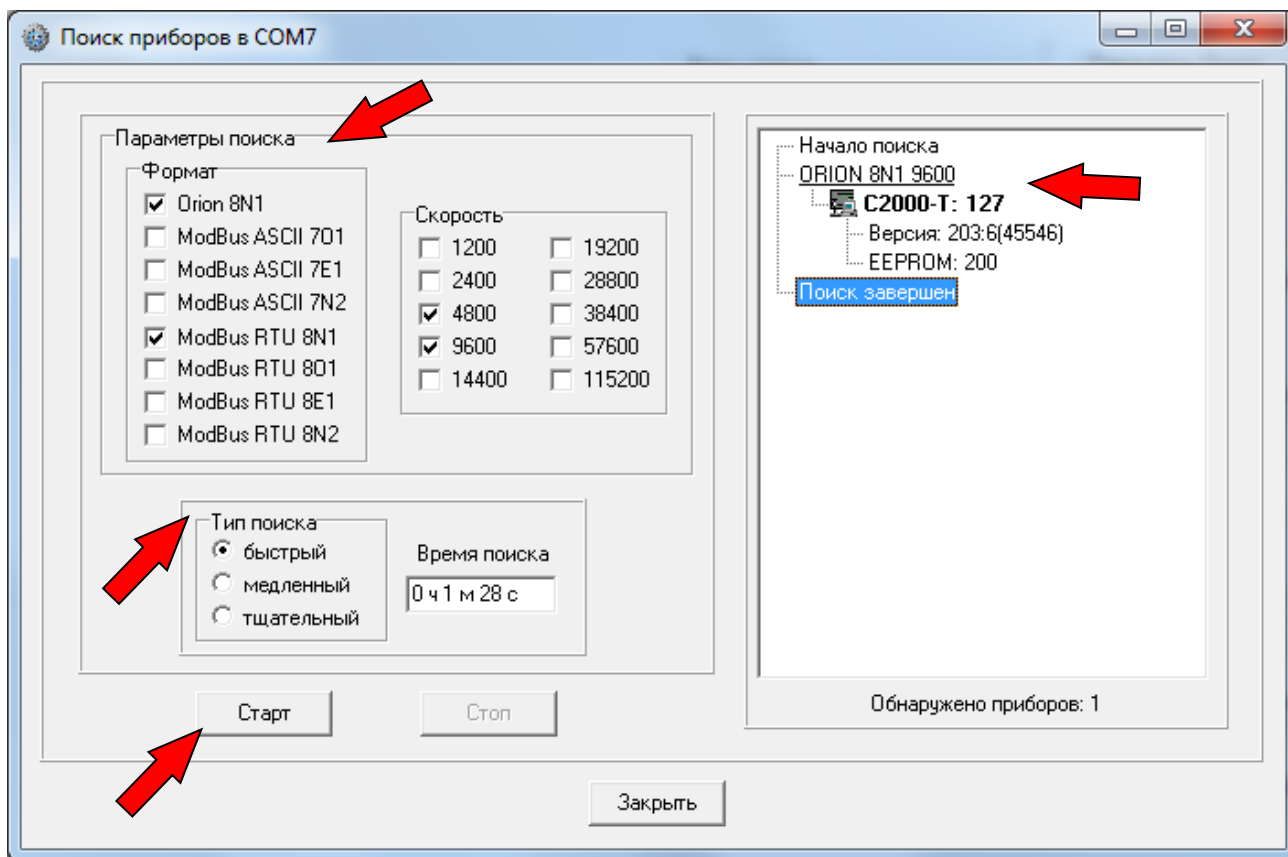 Поиск приборов в COM7
Параметры поиска
Формат
Orion 8N1
ModBus ASCII 7O1
ModBus ASCII 7E1
ModBus ASCII 7N2
ModBus RTU 8N1
ModBus RTU 8O1
ModBus RTU 8E1
ModBus RTU 8N2
Скорость
1200
2400
4800
9600
14400
19200
28800
38400
57600
115200
Тип поиска
быстрый
медленный
тщательный
Время поиска
0 ч 1 м 28 с
Старт
Стоп
Начало поиска
ORION 8N1 9600
С2000-Т: 127
Версия: 203:6(45546)
EEPROM: 200
Поиск завершен
Обнаружено приборов: 1
Закрыть